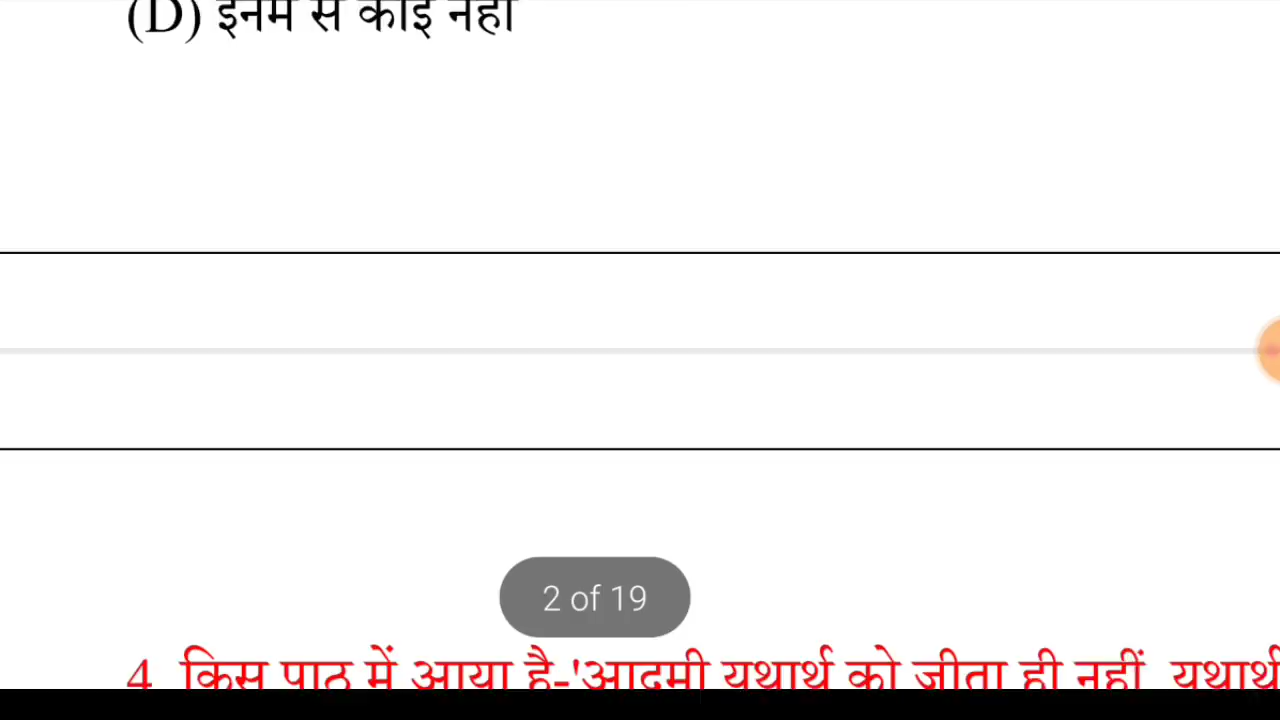 (D) इनमें से कोई नहीं
2 of 19
4. किस पाठ में आया है-'आदमी यथार्थ को जीता ही नहीं, यथार्थ